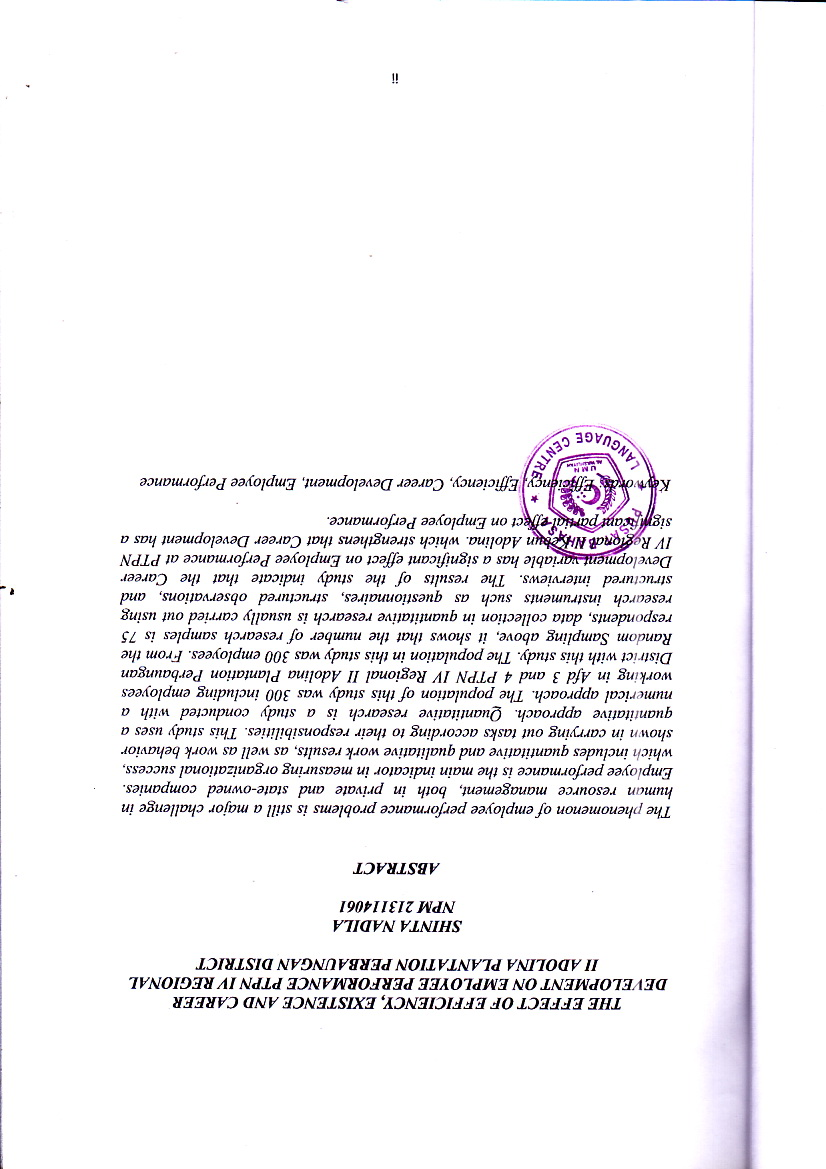 THE EFFECT OF EFFICIENCY, EXISTENCE AND CAREER
DEVELOPMENT ON EMPLOYEE PERFORMANCE PTPN IV REGIONAL
II ADOLINA PLANTATION PERBAUNGAN DISTRICT
SHINTA NADILA
NPM 213114061
ABSTRACT
The phenomenon of employee performance problems is still a major challenge in
human resource management, both in private and state-owned companies.
Employee performance is the main indicator in measuring organizational success,
which includes quantitative and qualitative work results, as well as work behavior
shown in carrying out tasks according to their responsibilities. This study uses a
quantitative approach. Quantitative research is a study conducted with a
numerical approach. The population of this study was 300 including employees
working in Afd 3 and 4 PTPN IV Regional II Adolina Plantation Perbaungan
District with this study. The population in this study was 300 employees. From the
Random Sampling above, it shows that the number of research samples is 75
respondents, data collection in quantitative research is usually carried out using
research instruments such as questionnaires, structured observations, and
structured interviews. The results of the study indicate that the Career
Development variable has a significant effect on Employee Performance at PTPN
IV Regional II Kebun Adolina. which strengthens that Career Development has a
significant partial effect on Employee Performance.
Keywords: Efficiency, Efficiency, Career Development, Employee Performance
LANGUAGE CENTRE
UMN
ii